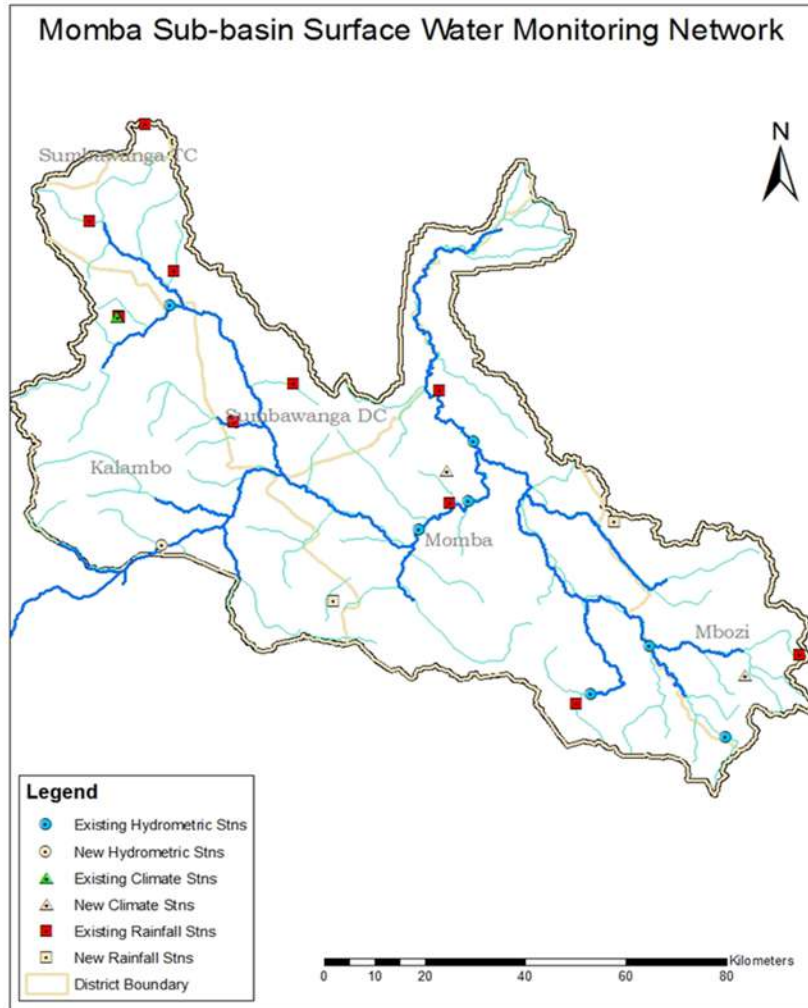 Momba Sub-basin Surface Water Monitoring Network
N
Sumbawanga TC
Sumbawanga DC
Kalambo
Momba
Mbozi
Legend
Existing Hydrometric Stns
New Hydrometric Stns
Existing Climate Stns
New Climate Stns
Existing Rainfall Stns
New Rainfall Stns
District Boundary
Kilometers
0 5 10 20 40 60 80